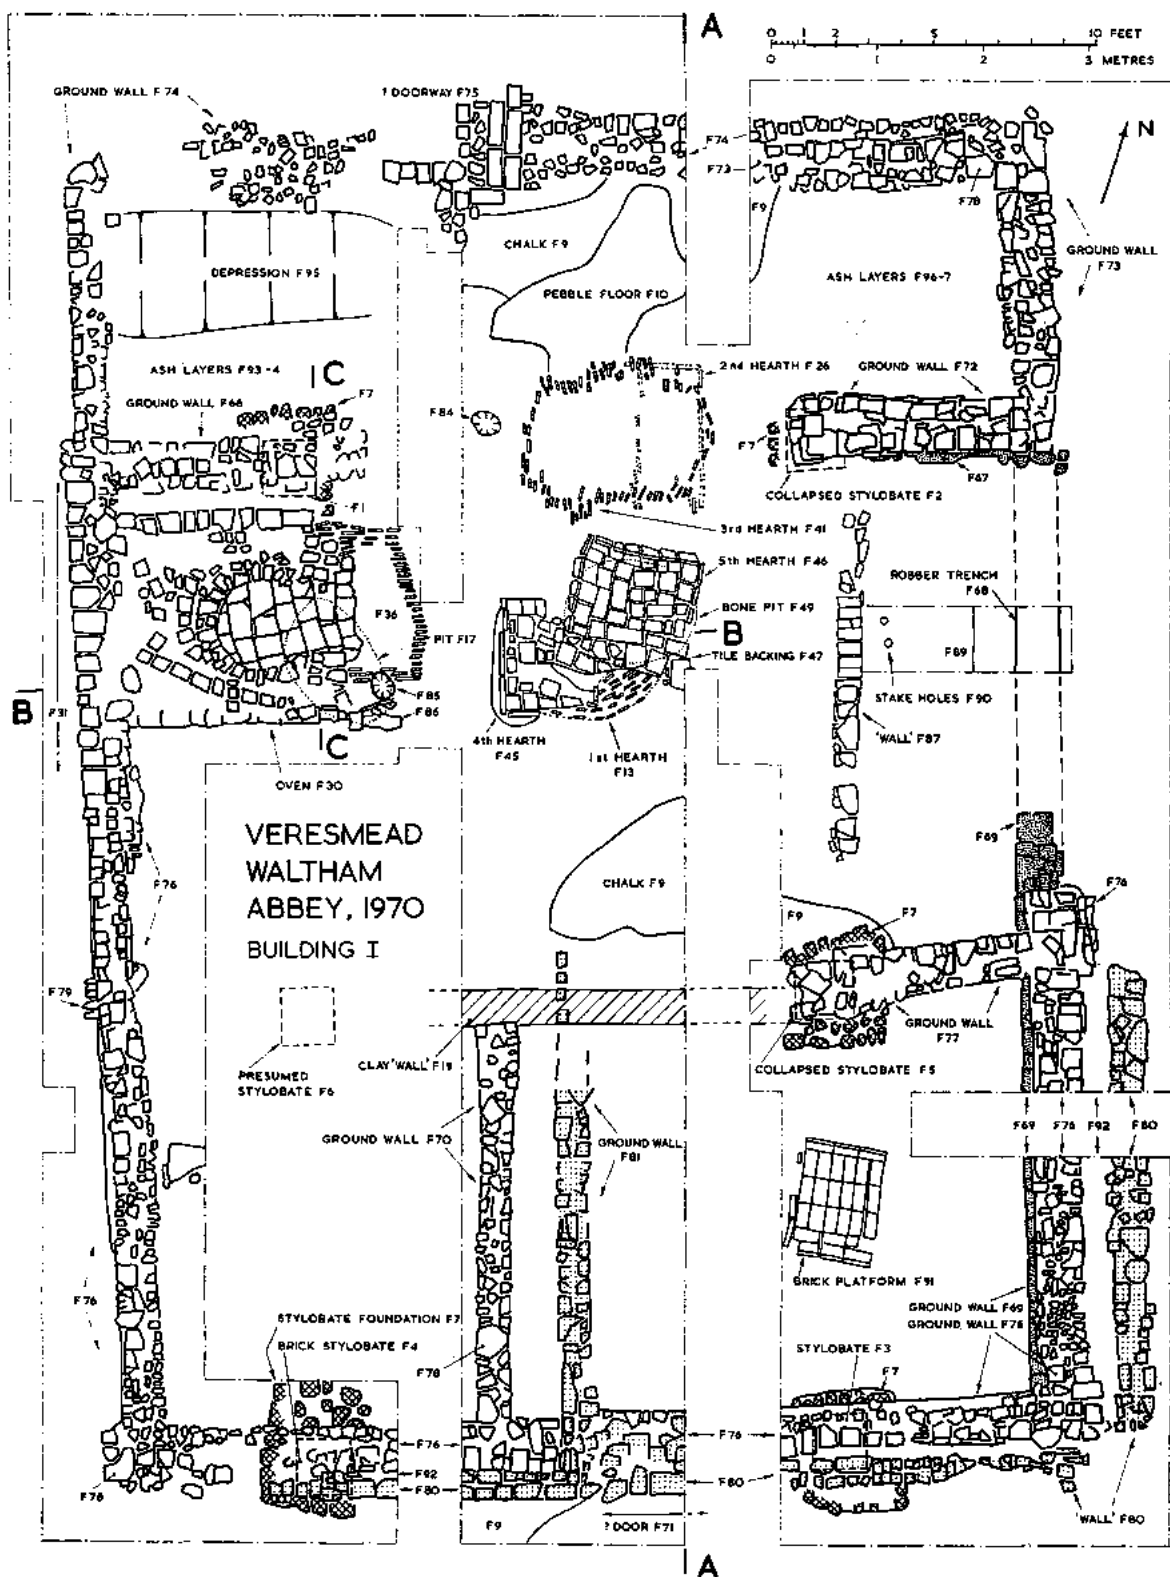 A
0 1 2 5 10 FEET
0 1 2 3 METRES
GROUND WALL F74
? DOORWAY F75
F74
F73
F9
F78
N
GROUND WALL
F73
CHALK F9
DEPRESSION F95
PEBBLE FLOOR F10
ASH LAYERS F96-7
ASH LAYERS F93-4
C
F7
GROUND WALL F66
F84
2nd HEARTH F26
GROUND WALL F72
F7
F67
COLLAPSED STYLOBATE F2
F1
3rd HEARTH F41
5th HEARTH F46
ROBBER TRENCH
F68
F36
PIT F17
BONE PIT F49
B
TILE BACKING F47
F89
STAKE HOLES F90
F85
F86
B
F31
C
4th HEARTH
F45
1st HEARTH
F13
'WALL' F87
OVEN F30
VERESMEAD
WALTHAM
ABBEY, 1970
BUILDING I
F69
F76
F76
CHALK F9
F9
F7
F79
GROUND WALL
F77
PRESUMED
STYLOBATE F6
CLAY 'WALL' F19
COLLAPSED STYLOBATE F5
GROUND WALL F70
GROUND WALL
F81
F69
F76
F92
F80
BRICK PLATFORM F91
F76
STYLOBATE FOUNDATION F7
BRICK STYLOBATE F4
F78
GROUND WALL F69
GROUND WALL F76
STYLOBATE F3
F7
F76
F76
F92
F80
F80
F78
F9
? DOOR F71
'WALL' F80
A